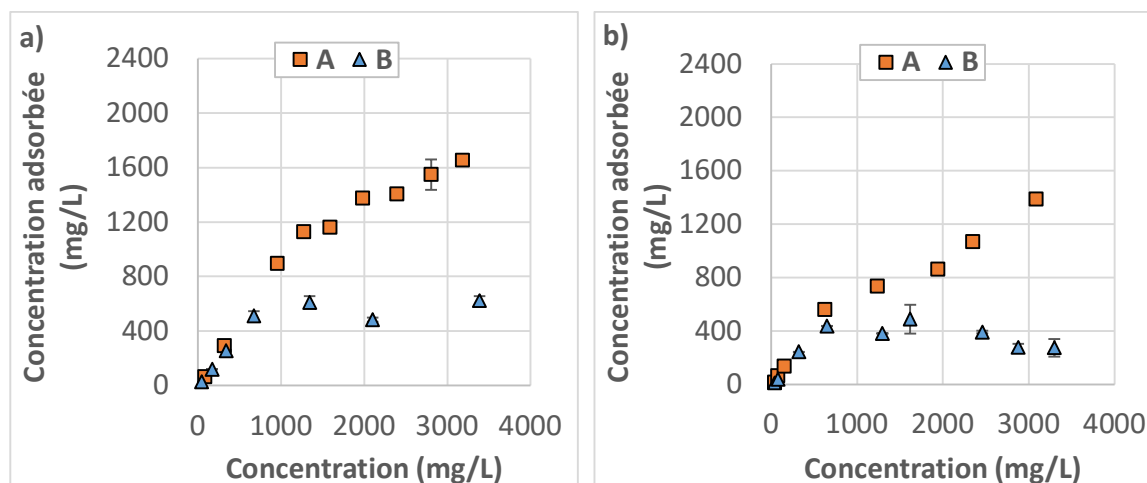 a)
A B
2400
2000
1600
1200
800
400
0
0 1000 2000 3000 4000
Concentration (mg/L)
Concentration adsorbée
(mg/L)
b)
A B
2400
2000
1600
1200
800
400
0
0 1000 2000 3000 4000
Concentration (mg/L)
Concentration adsorbée
(mg/L)